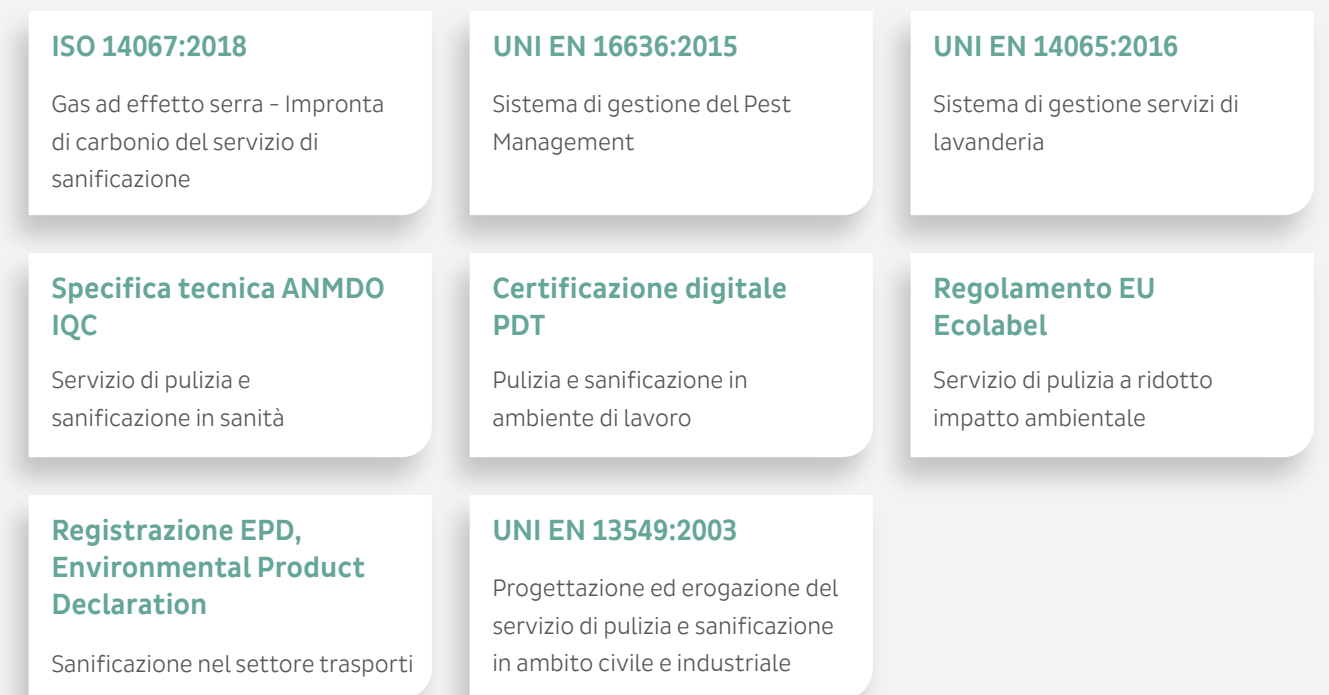 ISO 14067:2018
Gas ad effetto serra – Impronta
di carbonio del servizio di
sanificazione
UNI EN 16636:2015
Sistema di gestione del Pest
Management
UNI EN 14065:2016
Sistema di gestione servizi di
lavanderia
Specifica tecnica ANMDO
IQC
Servizio di pulizia e
sanificazione in sanità
Certificazione digitale
PDT
Pulizia e sanificazione in
ambiente di lavoro
Regolamento EU
Ecolabel
Servizio di pulizia a ridotto
impatto ambientale
Registrazione EPD,
Environmental Product
Declaration
Sanificazione nel settore trasporti
UNI EN 13549:2003
Progettazione ed erogazione del
servizio di pulizia e sanificazione
in ambito civile e industriale